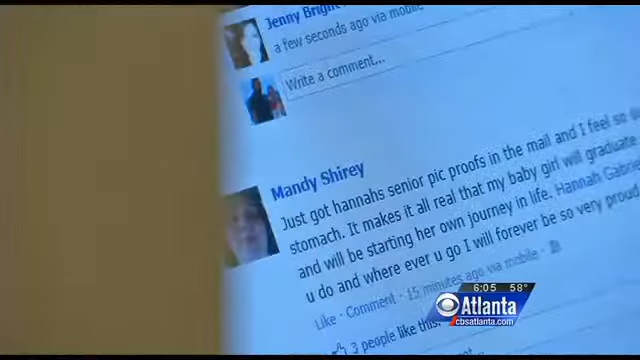 Jenny Bright
a few seconds ago via mobile
Write a comment...
Mandy Shirey
Just got hannahs senior pic proofs in the mail and I feel so
stomach. It makes it all real that my baby girl will graduate
and will be starting her own journey in life. Hannah Gabri
u do and where ever u go I will forever be so very proud
Like · Comment · 15 minutes ago via mobile ·
3 people like this.
6:05 58°
CBS Atlanta
cbsatlanta.com